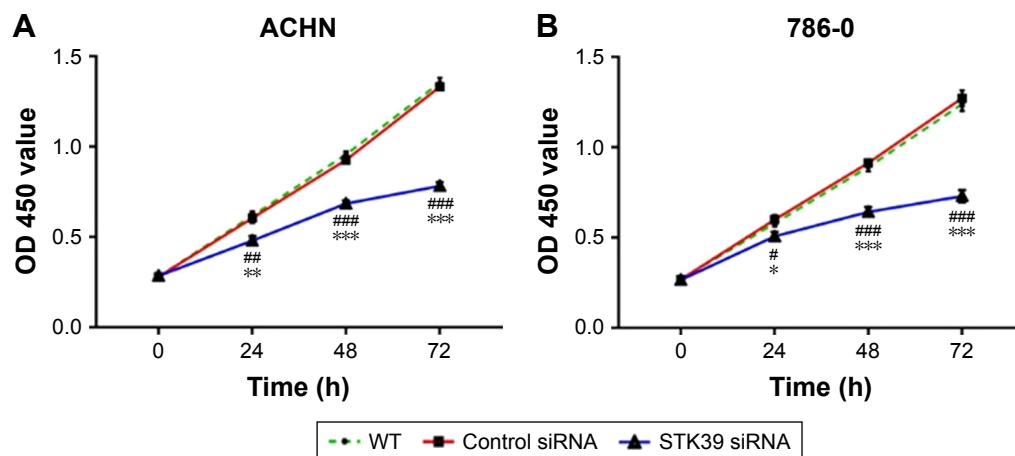 A
ACHN
OD 450 value
1.5
1.0
0.5
0.0
##
**
###
***
###
***
0
24
48
72
Time (h)
B
786-0
OD 450 value
1.5
1.0
0.5
0.0
#
*
###
***
###
***
0
24
48
72
Time (h)
WT
Control siRNA
STK39 siRNA